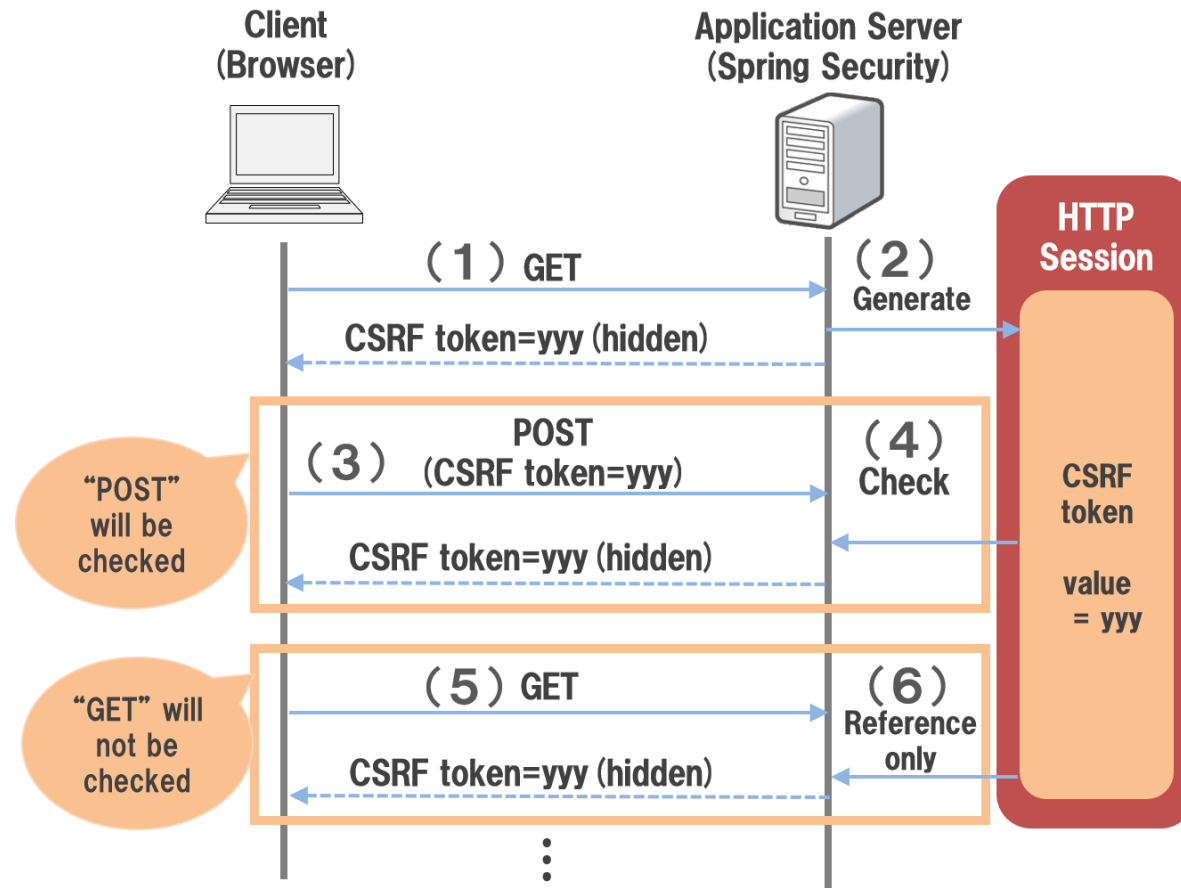 Client
(Browser)
Application Server
(Spring Security)
HTTP
Session
(1) GET
(2)
Generate
CSRF token=yyy (hidden)
“POST”
will be
checked
(3)
POST
(CSRF token=yyy)
(4)
Check
CSRF token=yyy (hidden)
CSRF
token
value
= yyy
“GET” will
not be
checked
(5) GET
(6)
Reference
only
CSRF token=yyy (hidden)